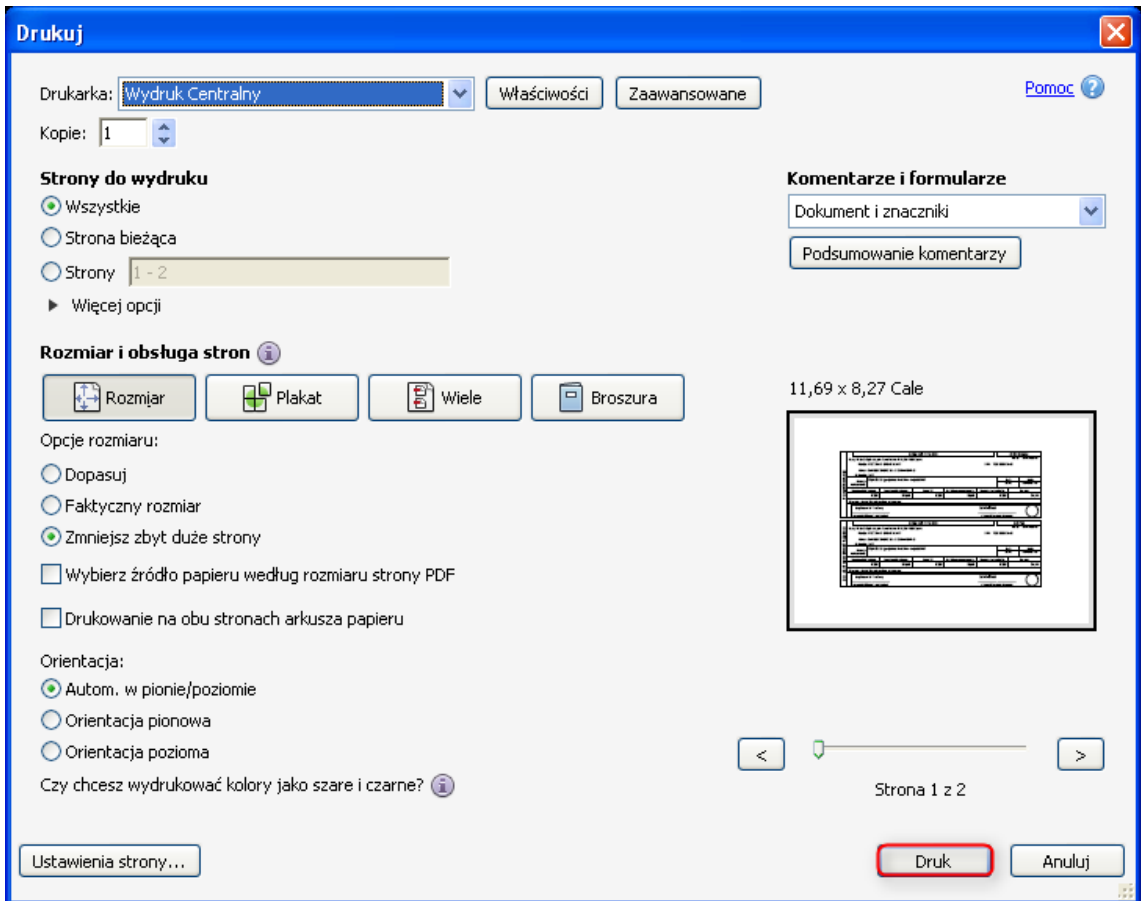 Drukuj
Drukarka: Wydruk Centralny Właściwości Zaawansowane Pomoc
Kopie: 1
Strony do wydruku
Wszystkie
Strona bieżąca
Strony 1 - 2
Więcej opcji
Komentarze i formularze
Dokument i znaczniki
Podsumowanie komentarzy
Rozmiar i obsługa stron
Rozmiar Plakat Wiele Broszura
Opcje rozmiaru:
Dopasuj
Faktyczny rozmiar
Zmniejsz zbyt duże strony
Wybierz źródło papieru według rozmiaru strony PDF
Drukowanie na obu stronach arkusza papieru
Orientacja:
Autom. w pionie/poziomie
Orientacja pionowa
Orientacja pozioma
Czy chcesz wydrukować kolory jako szare i czarne?
11,69 x 8,27 Cale
< >
Strona 1 z 2
Ustawienia strony... Druk Anuluj